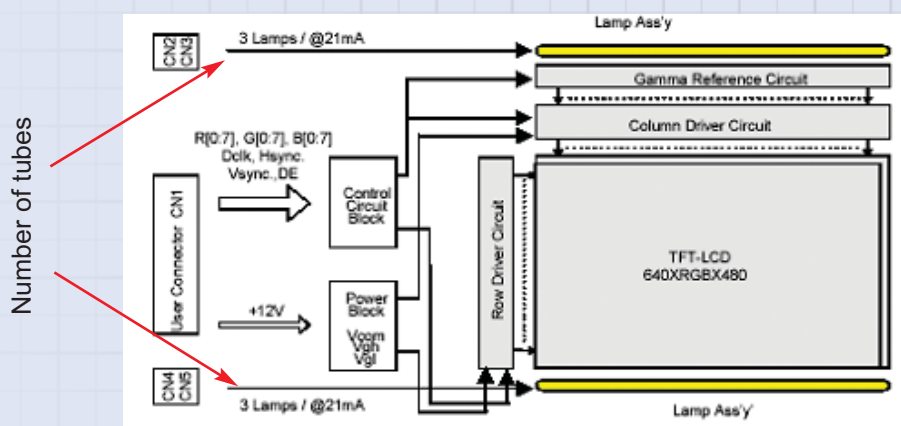 Number of tubes
CN2
CN3
3 Lamps / @21mA
Lamp Ass'y
Gamma Reference Circuit
Column Driver Circuit
R[0:7], G[0:7], B[0:7]
Dclk, Hsync.
Vsync.,DE
User Connector CN1
Control
Circuit
Block
Row Driver Circuit
TFT-LCD
640XRGBX480
+12V
Power
Block
Vcom
Vgh
Vgl
CN4
CN5
3 Lamps / @21mA
Lamp Ass'y'